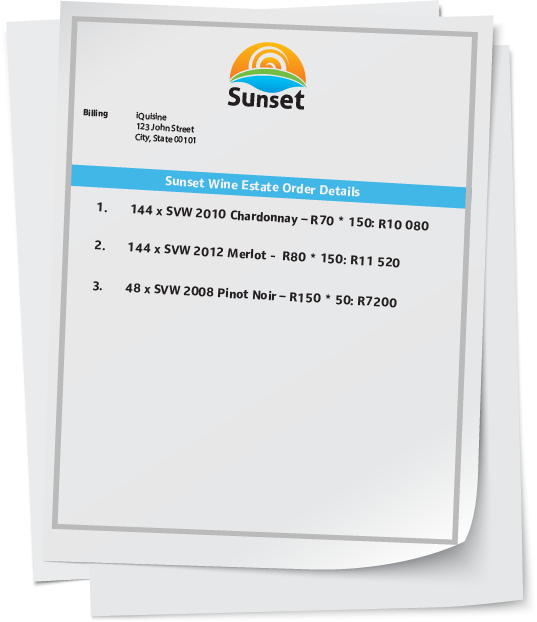 Sunset
Billing
iQuisine
123 John Street
City, State 00101
Sunset Wine Estate Order Details
1. 144 x SVW 2010 Chardonnay – R70 * 150: R10 080
2. 144 x SVW 2012 Merlot - R80 * 150: R11 520
3. 48 x SVW 2008 Pinot Noir – R150 * 50: R7200